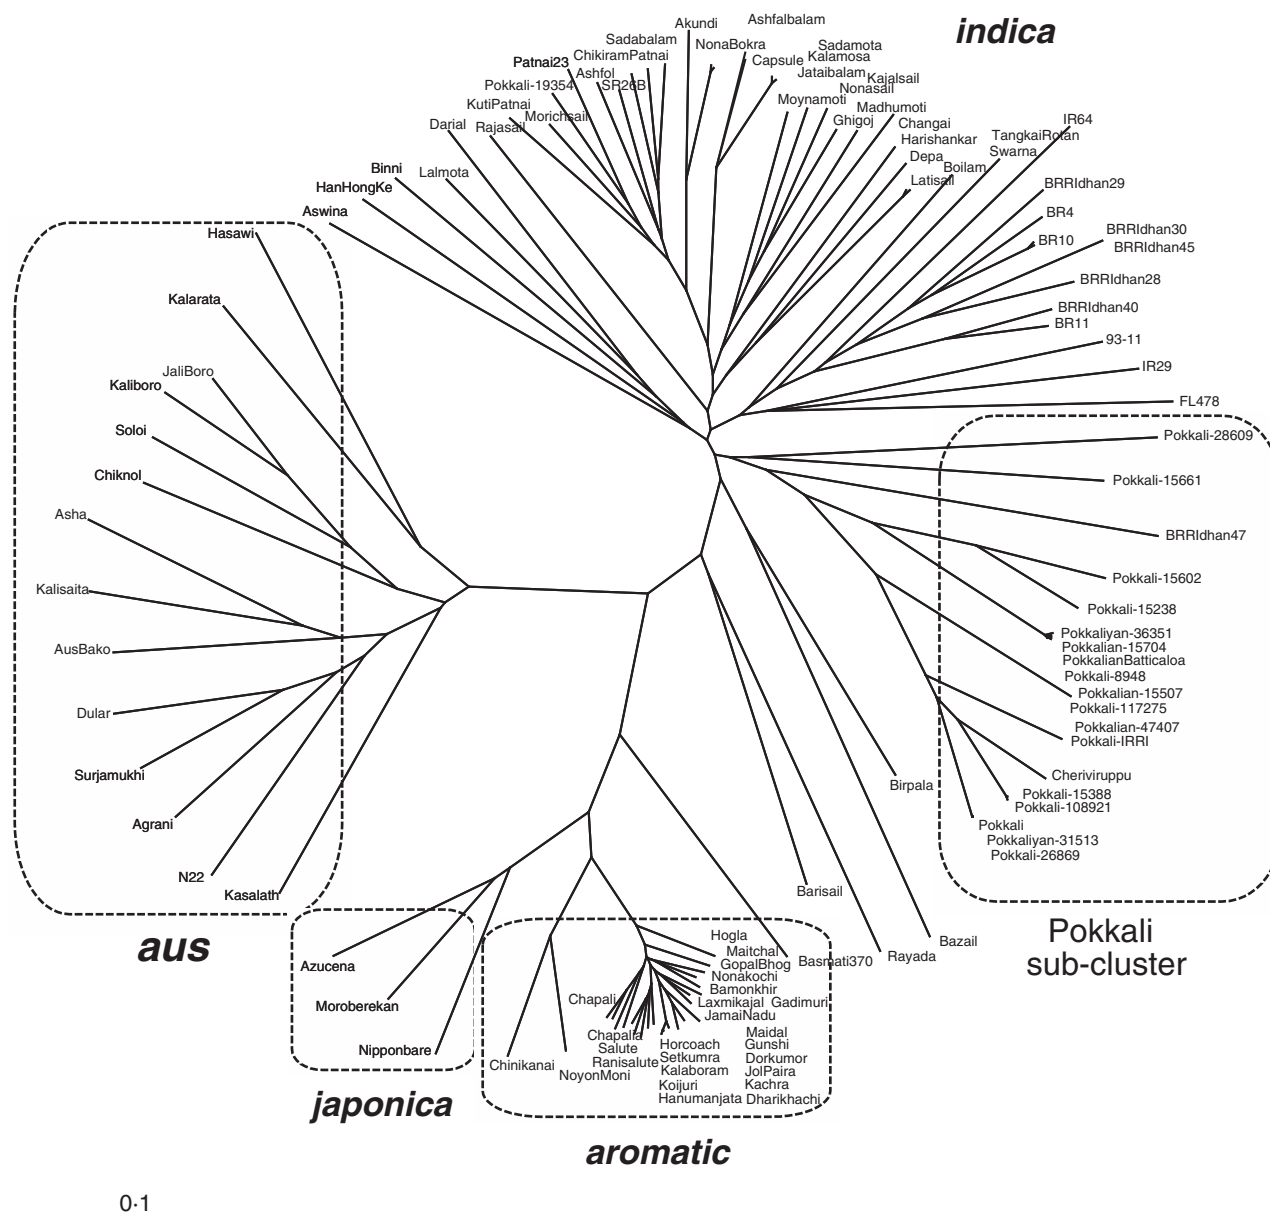 indica
Akundi
Ashfalbalam
Sadabalam
NonaBokra
Sadamota
ChikiramPatnai
Kalamosa
Patnai23
Capsule
Ashfol
Jataibalam
Kajalsail
Pokkali-19354
SR26B
Nonasail
KutiPatnai
Moynamoti
Madhumoti
Morichsail
Ghigoj
Changai
IR64
Darial
Rajasail
TangkaiRotan
Harishankar
Swarna
Depa
Boilam
Binni
Lalmota
Latisail
BRRIdhan29
HanHongKe
Aswina
BR4
Hasawi
BRRIdhan30
BR10
BRRIdhan45
BRRIdhan28
Kalarata
BRRIdhan40
BR11
93-11
JaliBoro
IR29
Kaliboro
FL478
Soloi
Pokkali-28609
Chiknol
Pokkali-15661
Asha
BRRIdhan47
Kalisaita
Pokkali-15602
Pokkali-15238
Pokkaliyan-36351
Pokkalian-15704
AusBako
PokkalianBatticaloa
Pokkali-8948
Pokkalian-15507
Dular
Pokkali-117275
Pokkalian-47407
Pokkali-IRRI
Surjamukhi
Cheriviruppu
Birpala
Pokkali-15388
Pokkali-108921
Agrani
Pokkali
Pokkaliyan-31513
Pokkali-26869
N22
Kasalath
Barisail
aus
Pokkali
sub-cluster
Hogla
Bazail
Maitchal
Rayada
Basmati370
GopalBhog
Azucena
Nonakochi
Bamonkhir
Chapali
Laxmikajal
Gadimuri
Moroberekan
JamaiNadu
Chapalia
Maidal
Salute
Horcoach
Gunshi
Nipponbare
Setkumra
Dorkumor
Ranisalute
Chinikanai
Kalaboram
JolPaira
NoyonMoni
Koijuri
Kachra
Hanumanjata
Dharikhachi
japonica
aromatic
0·1